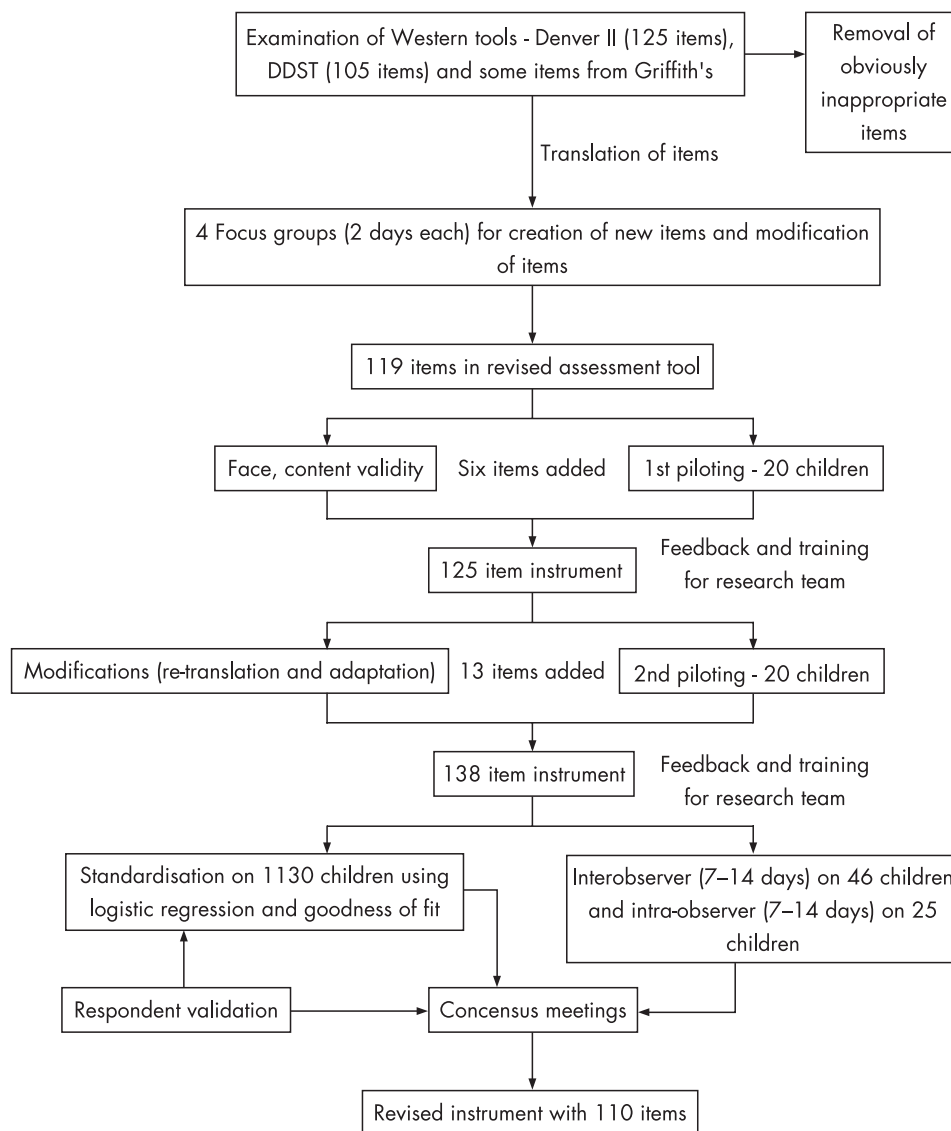 Examination of Western tools - Denver II (125 items),
DDST (105 items) and some items from Griffith's
Removal of
obviously
inappropriate
items
Translation of items
4 Focus groups (2 days each) for creation of new items and modification
of items
119 items in revised assessment tool
Face, content validity
Six items added
1st piloting - 20 children
125 item instrument
Feedback and training
for research team
Modifications (re-translation and adaptation)
13 items added
2nd piloting - 20 children
138 item instrument
Feedback and training
for research team
Standardisation on 1130 children using
logistic regression and goodness of fit
Interobserver (7–14 days) on 46 children
and intra-observer (7–14 days) on 25
children
Respondent validation
Concensus meetings
Revised instrument with 110 items